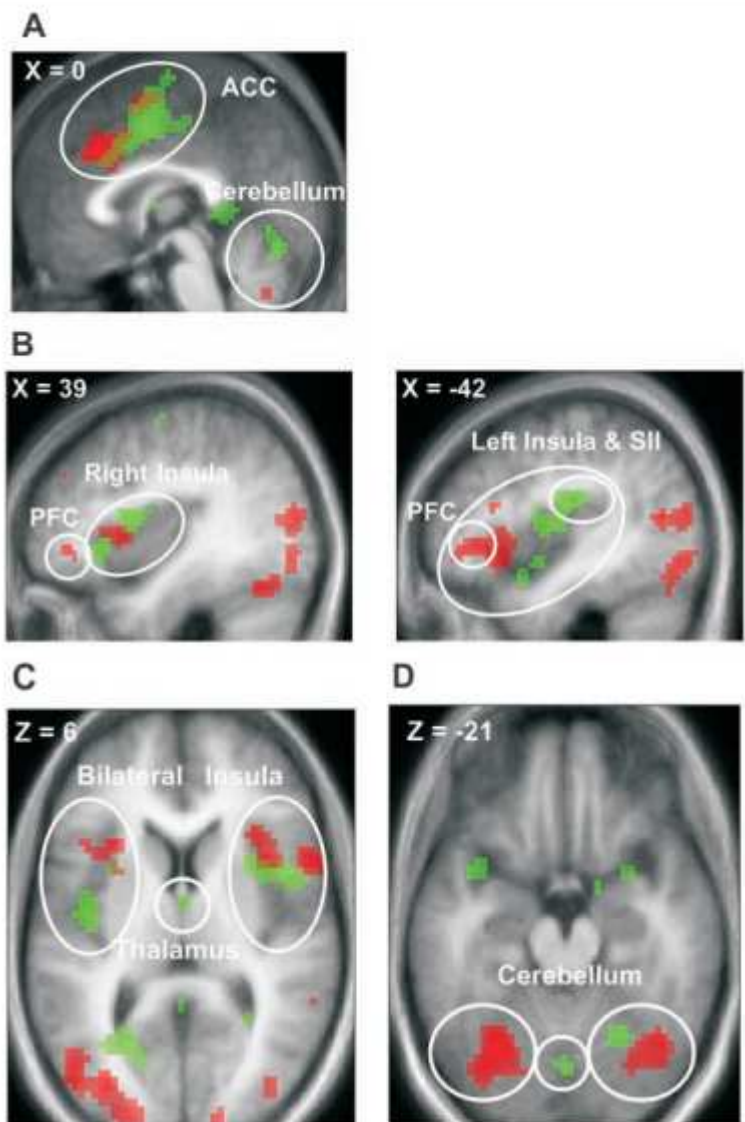 A
X = 0
ACC
Cerebellum
B
X = 39
Right Insula
PFC
X = -42
Left Insula & SII
PFC
C
Z = 6
Bilateral Insula
Thalamus
D
Z = -21
Cerebellum